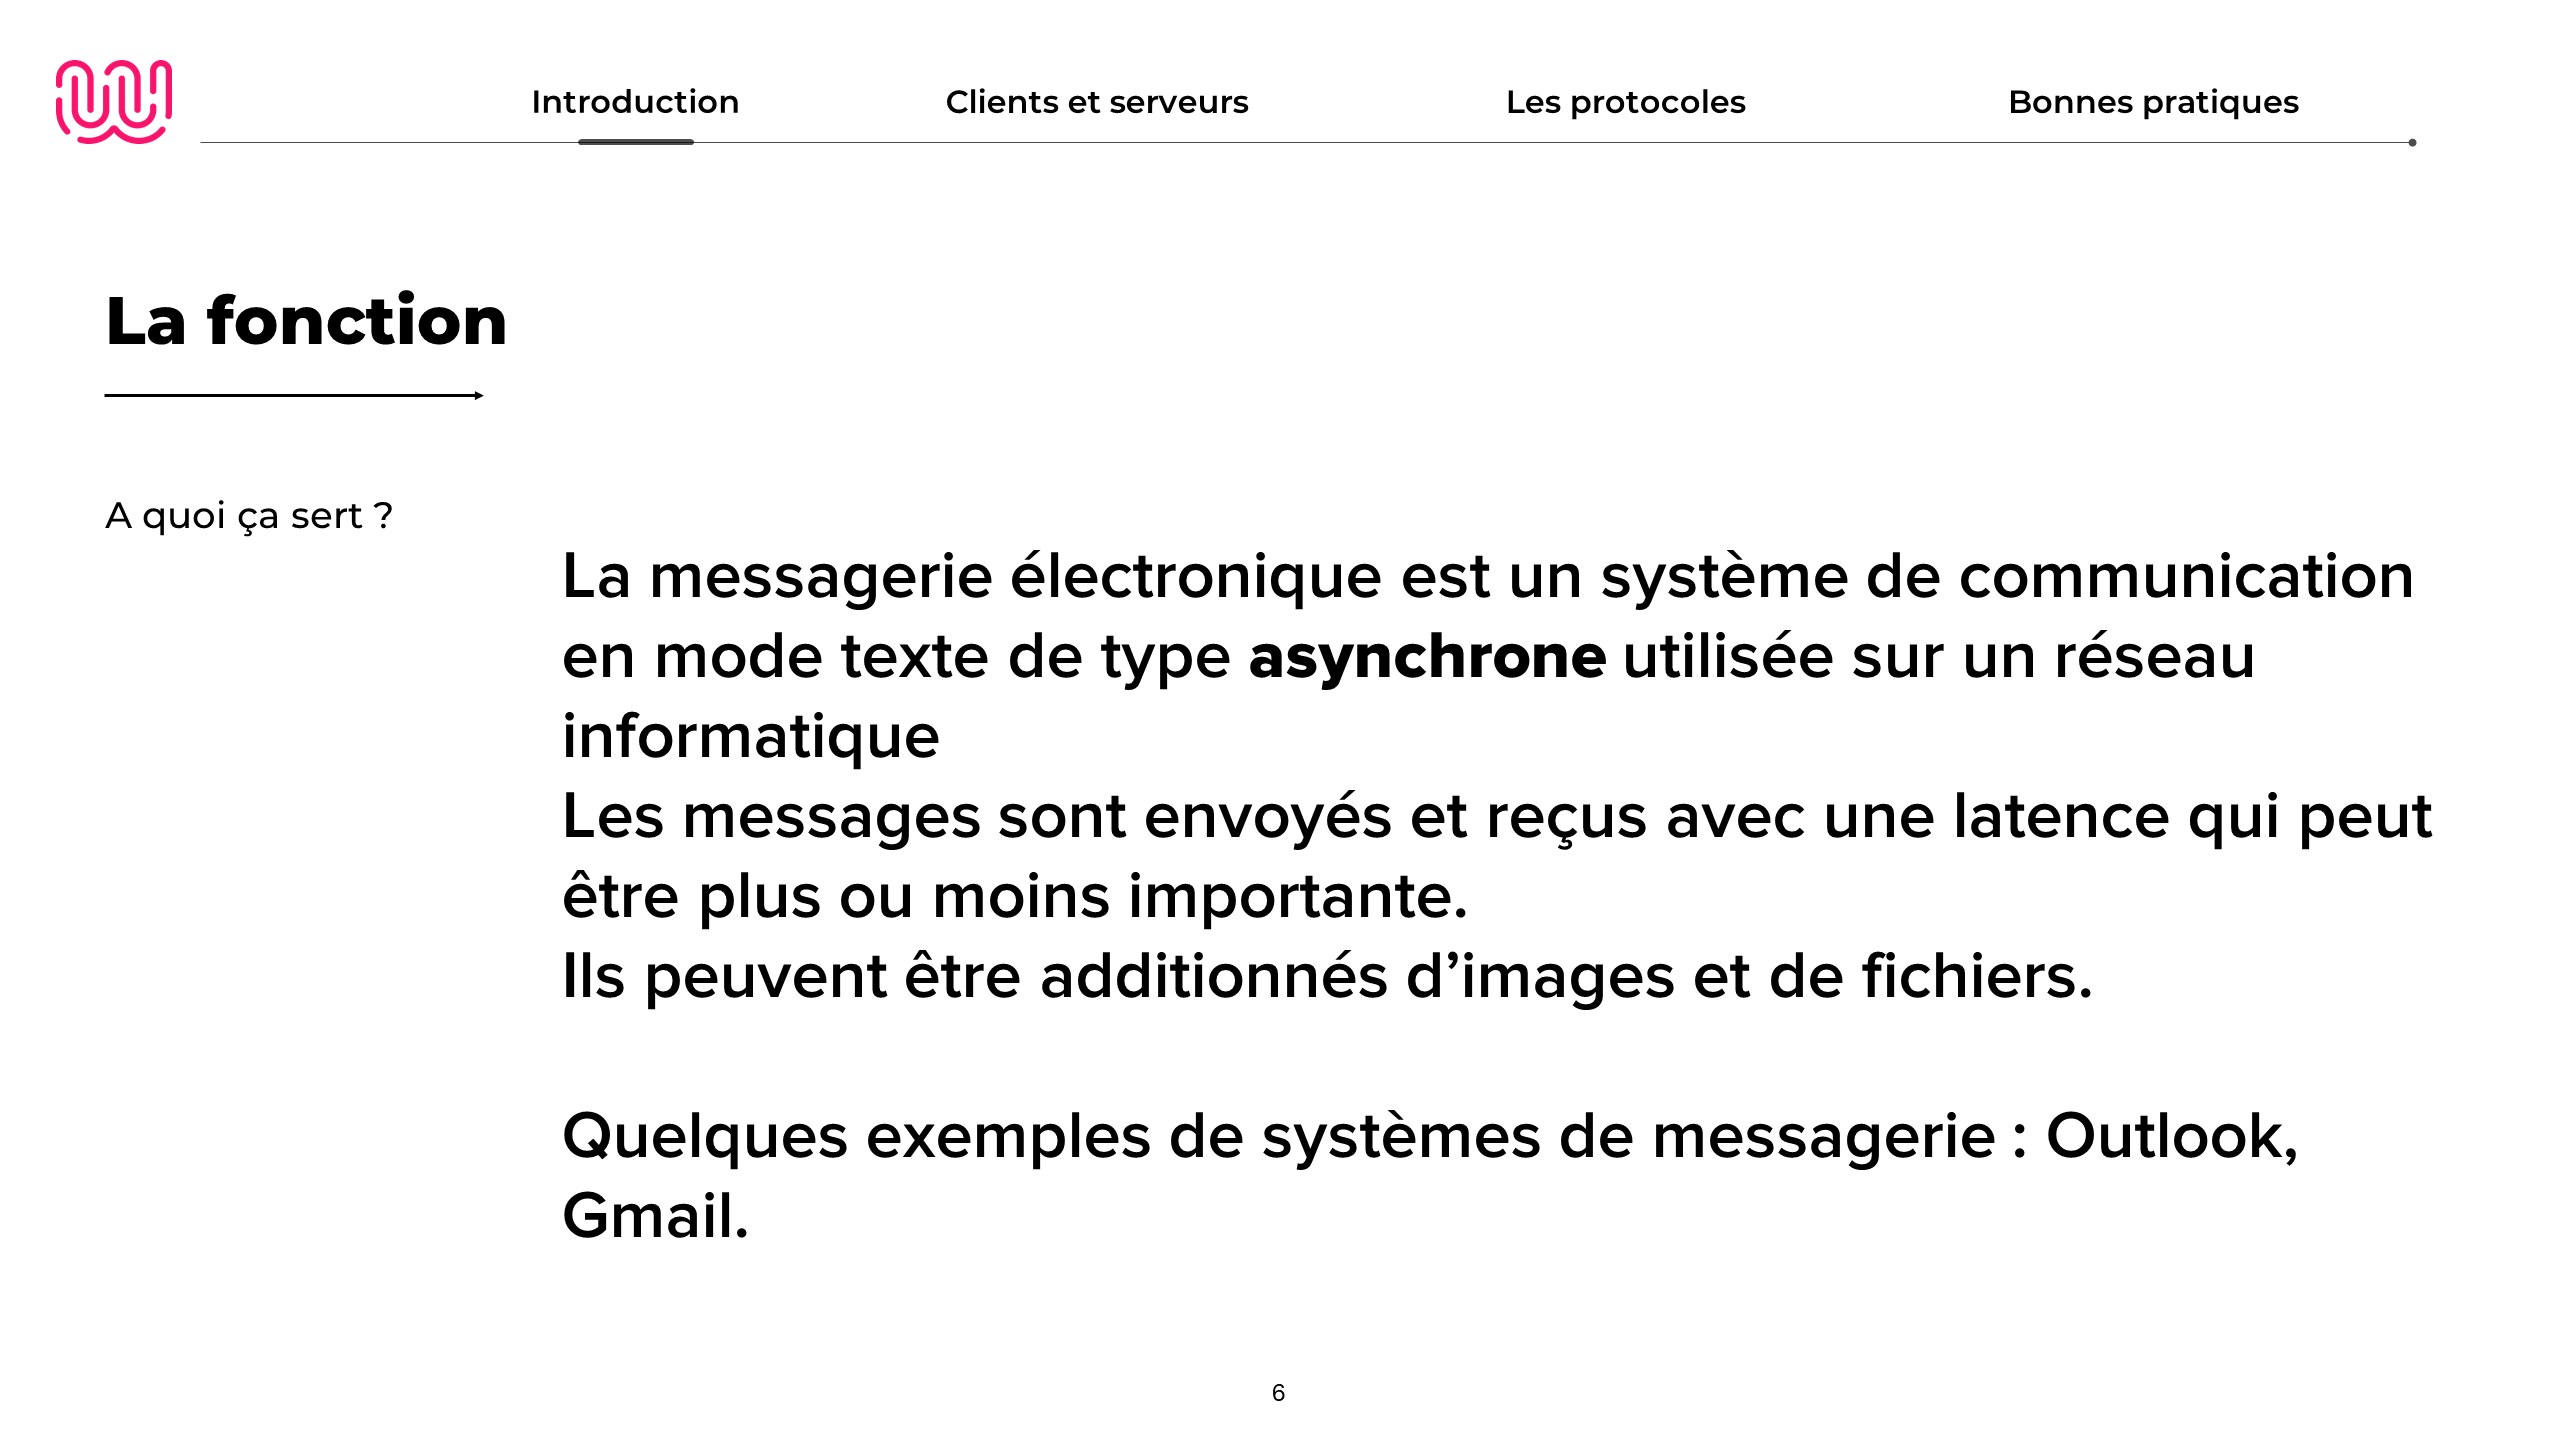 Introduction
Clients et serveurs
Les protocoles
Bonnes pratiques
La fonction
A quoi ça sert ?
La messagerie électronique est un système de communication
en mode texte de type asynchrone utilisée sur un réseau
informatique
Les messages sont envoyés et reçus avec une latence qui peut
être plus ou moins importante.
Ils peuvent être additionnés d’images et de fichiers.
Quelques exemples de systèmes de messagerie : Outlook,
Gmail.
6